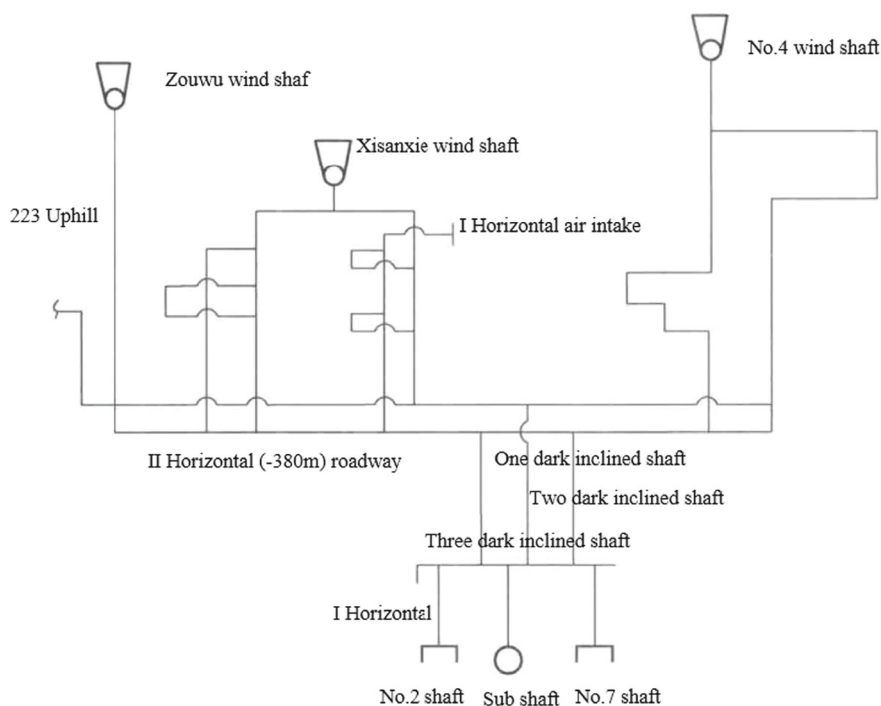 No.4 wind shaft
Zouwu wind shaf
Xisanxie wind shaft
223 Uphill
I Horizontal air intake
II Horizontal (-380m) roadway
One dark inclined shaft
Two dark inclined shaft
Three dark inclined shaft
I Horizontal
No.2 shaft
Sub shaft
No.7 shaft